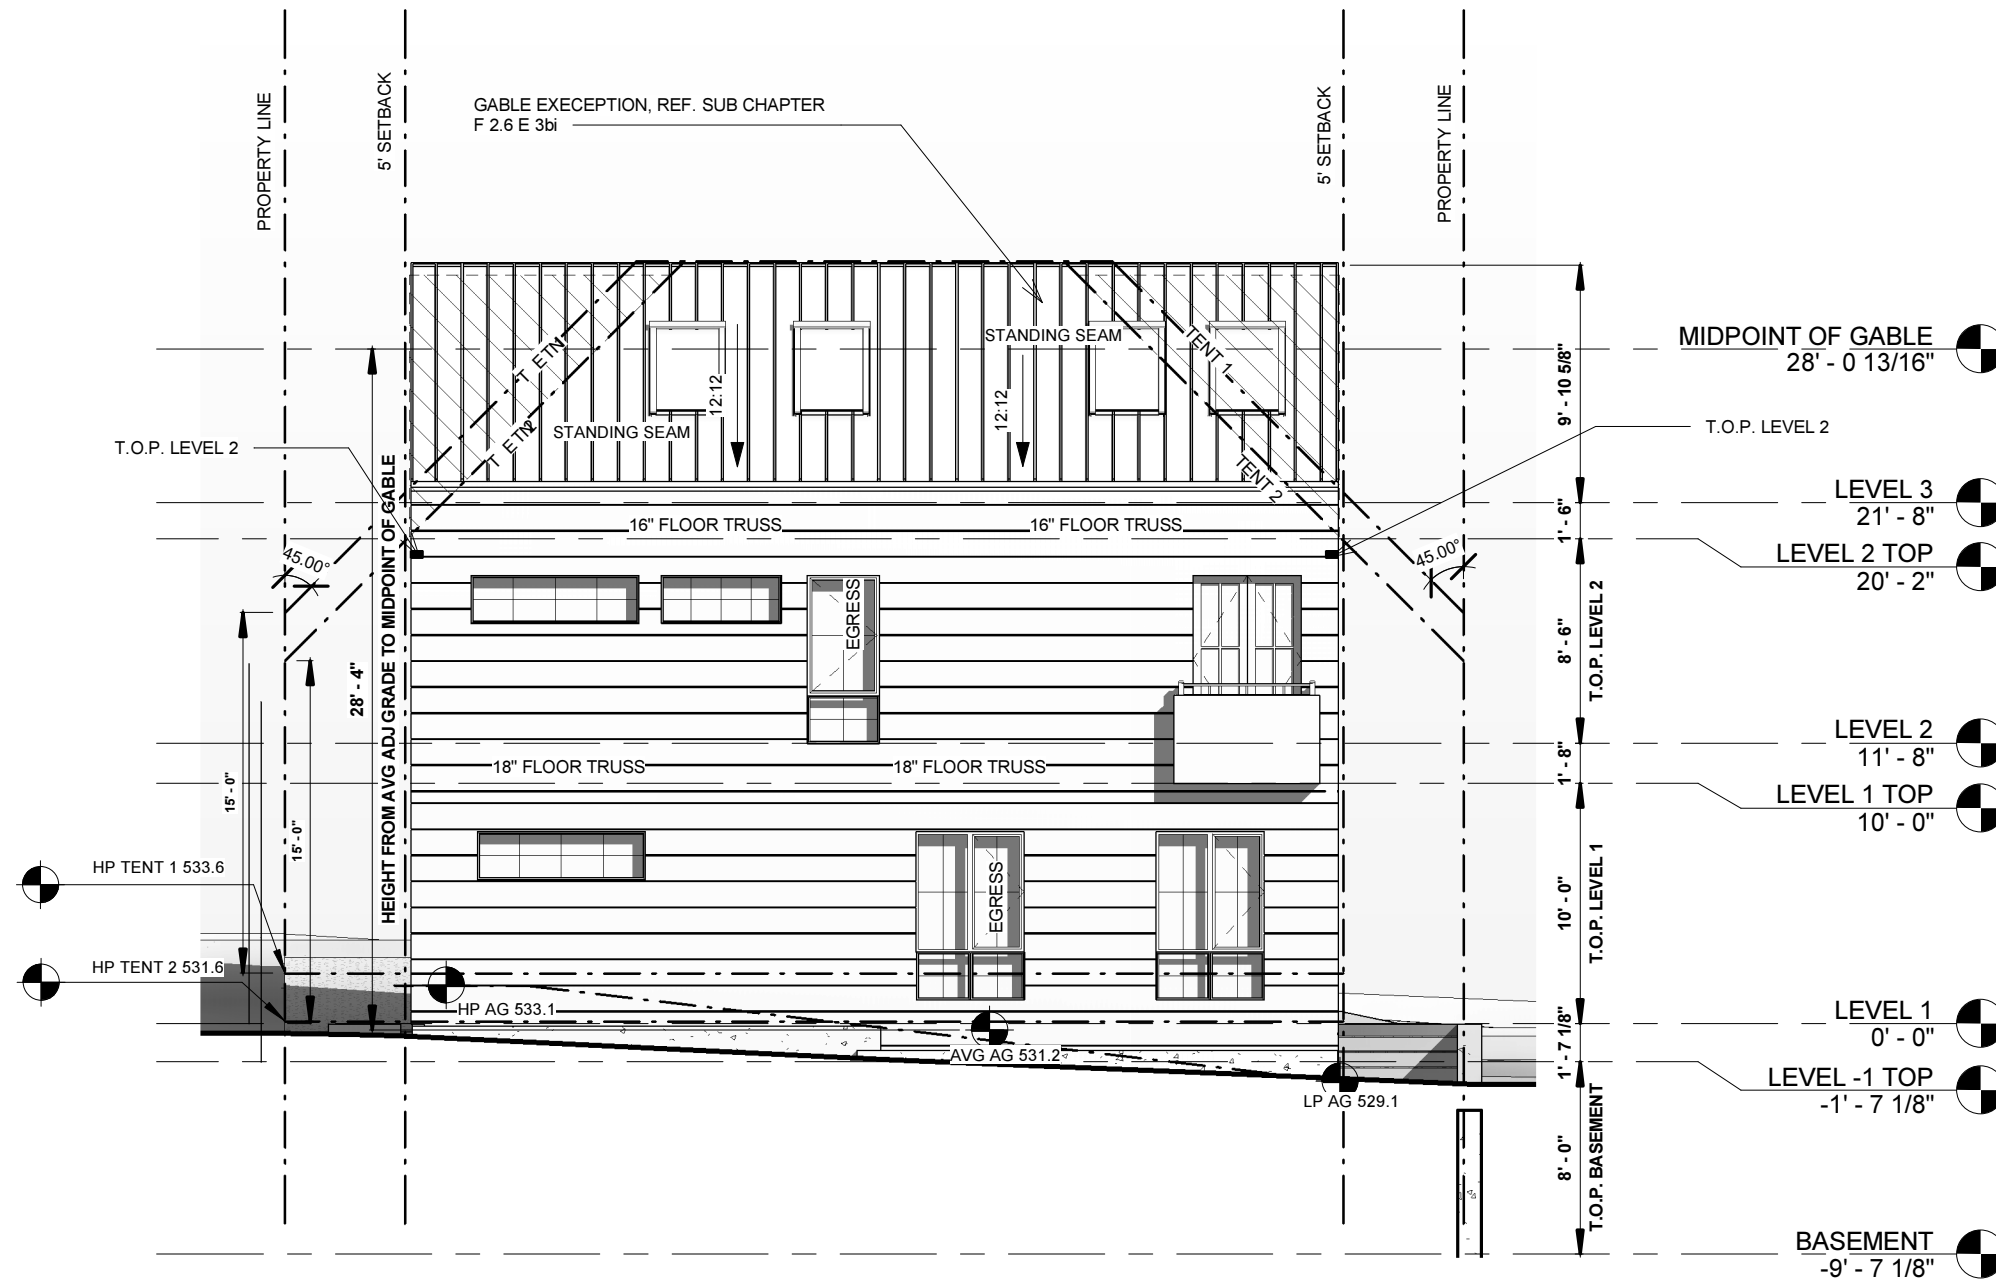 PROPERTY LINE
5' SETBACK
GABLE EXECEPTION, REF. SUB CHAPTER
F 2.6 E 3bi
5' SETBACK
PROPERTY LINE
STANDING SEAM
TENT 1
T ETN1
12:12
12:12
9' - 10 5/8"
MIDPOINT OF GABLE
28' - 0 13/16"
T.O.P. LEVEL 2
STANDING SEAM
T ETN2
TENT 2
T.O.P. LEVEL 2
LEVEL 3
21' - 8"
16" FLOOR TRUSS
16" FLOOR TRUSS
1' - 6"
LEVEL 2 TOP
20' - 2"
45.00°
45.00°
EGRESS
8' - 6"
T.O.P. LEVEL 2
28' - 4"
HEIGHT FROM AVG ADJ GRADE TO MIDPOINT OF GABLE
LEVEL 2
11' - 8"
18" FLOOR TRUSS
18" FLOOR TRUSS
1' - 8"
LEVEL 1 TOP
10' - 0"
15' - 0"
15' - 0"
HP TENT 1 533.6
EGRESS
10' - 0"
T.O.P. LEVEL 1
HP TENT 2 531.6
HP AG 533.1
LEVEL 1
0' - 0"
AVG AG 531.2
1' - 7 1/8"
LEVEL -1 TOP
-1' - 7 1/8"
LP AG 529.1
8' - 0"
T.O.P. BASEMENT
BASEMENT
-9' - 7 1/8"